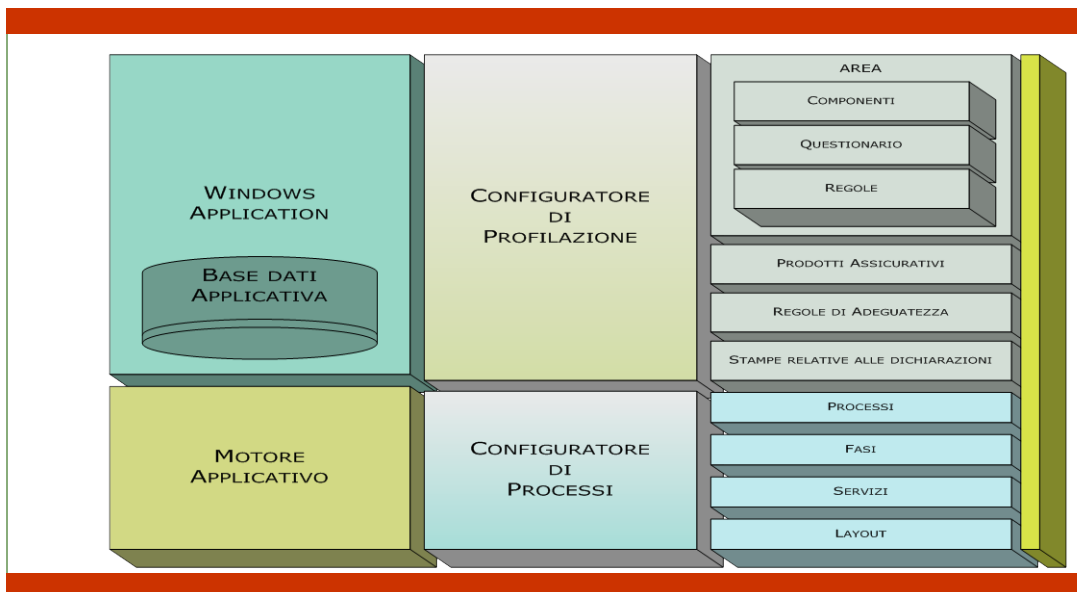 Windows
Application
Base dati
Applicativa
Motore
Applicativo
Configuratore
di
Profilazione
Configuratore
di
Processi
AREA
Componenti
Questionario
Regole
Prodotti Assicurativi
Regole di Adeguatezza
Stampe relative alle dichiarazioni
Processi
Fasi
Servizi
Layout